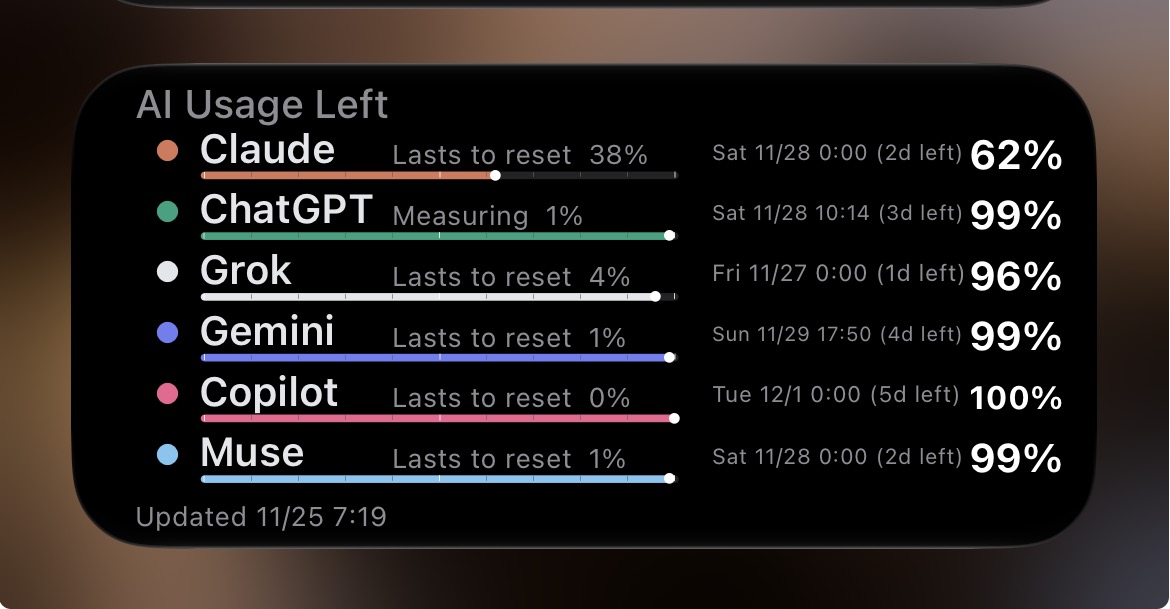 AI Usage Left
Claude Lasts to reset 38% Sat 11/28 0:00 (2d left) 62%
ChatGPT Measuring 1% Sat 11/28 10:14 (3d left) 99%
Grok Lasts to reset 4% Fri 11/27 0:00 (1d left) 96%
Gemini Lasts to reset 1% Sun 11/29 17:50 (4d left) 99%
Copilot Lasts to reset 0% Tue 12/1 0:00 (5d left) 100%
Muse Lasts to reset 1% Sat 11/28 0:00 (2d left) 99%
Updated 11/25 7:19